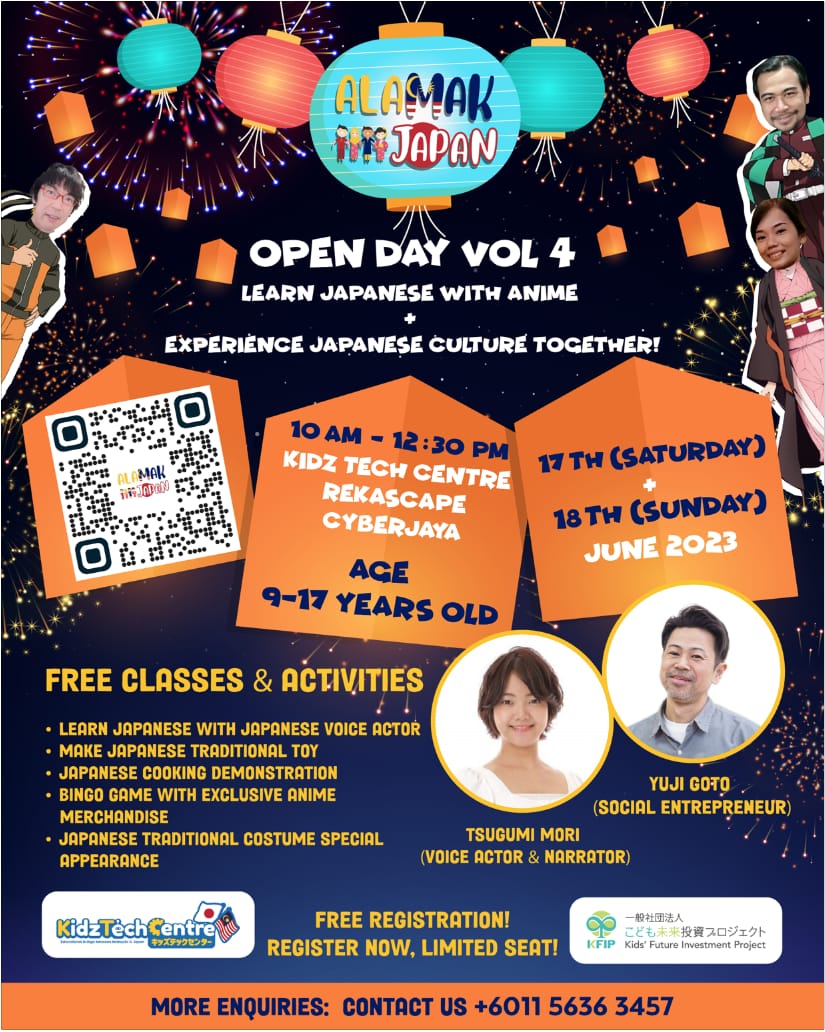 ALAMAK
JAPAN
OPEN DAY VOL 4
LEARN JAPANESE WITH ANIME
+
EXPERIENCE JAPANESE CULTURE TOGETHER!
ALAMAK
JAPAN
10 AM - 12:30 PM
KIDZ TECH CENTRE
REKASCAPE
CYBERJAYA
AGE
9-17 YEARS OLD
17 TH (SATURDAY)
+
18 TH (SUNDAY)
JUNE 2023
FREE CLASSES & ACTIVITIES
• LEARN JAPANESE WITH JAPANESE VOICE ACTOR
• MAKE JAPANESE TRADITIONAL TOY
• JAPANESE COOKING DEMONSTRATION
• BINGO GAME WITH EXCLUSIVE ANIME
MERCHANDISE
• JAPANESE TRADITIONAL COSTUME SPECIAL
APPEARANCE
TSUGUMI MORI
(VOICE ACTOR & NARRATOR)
YUJI GOTO
(SOCIAL ENTREPRENEUR)
KidzTechCentre
キッズテックセンター
FREE REGISTRATION!
REGISTER NOW, LIMITED SEAT!
KFIP
一般社団法人
こども未来投資プロジェクト
Kids' Future Investment Project
MORE ENQUIRIES: CONTACT US +6011 5636 3457